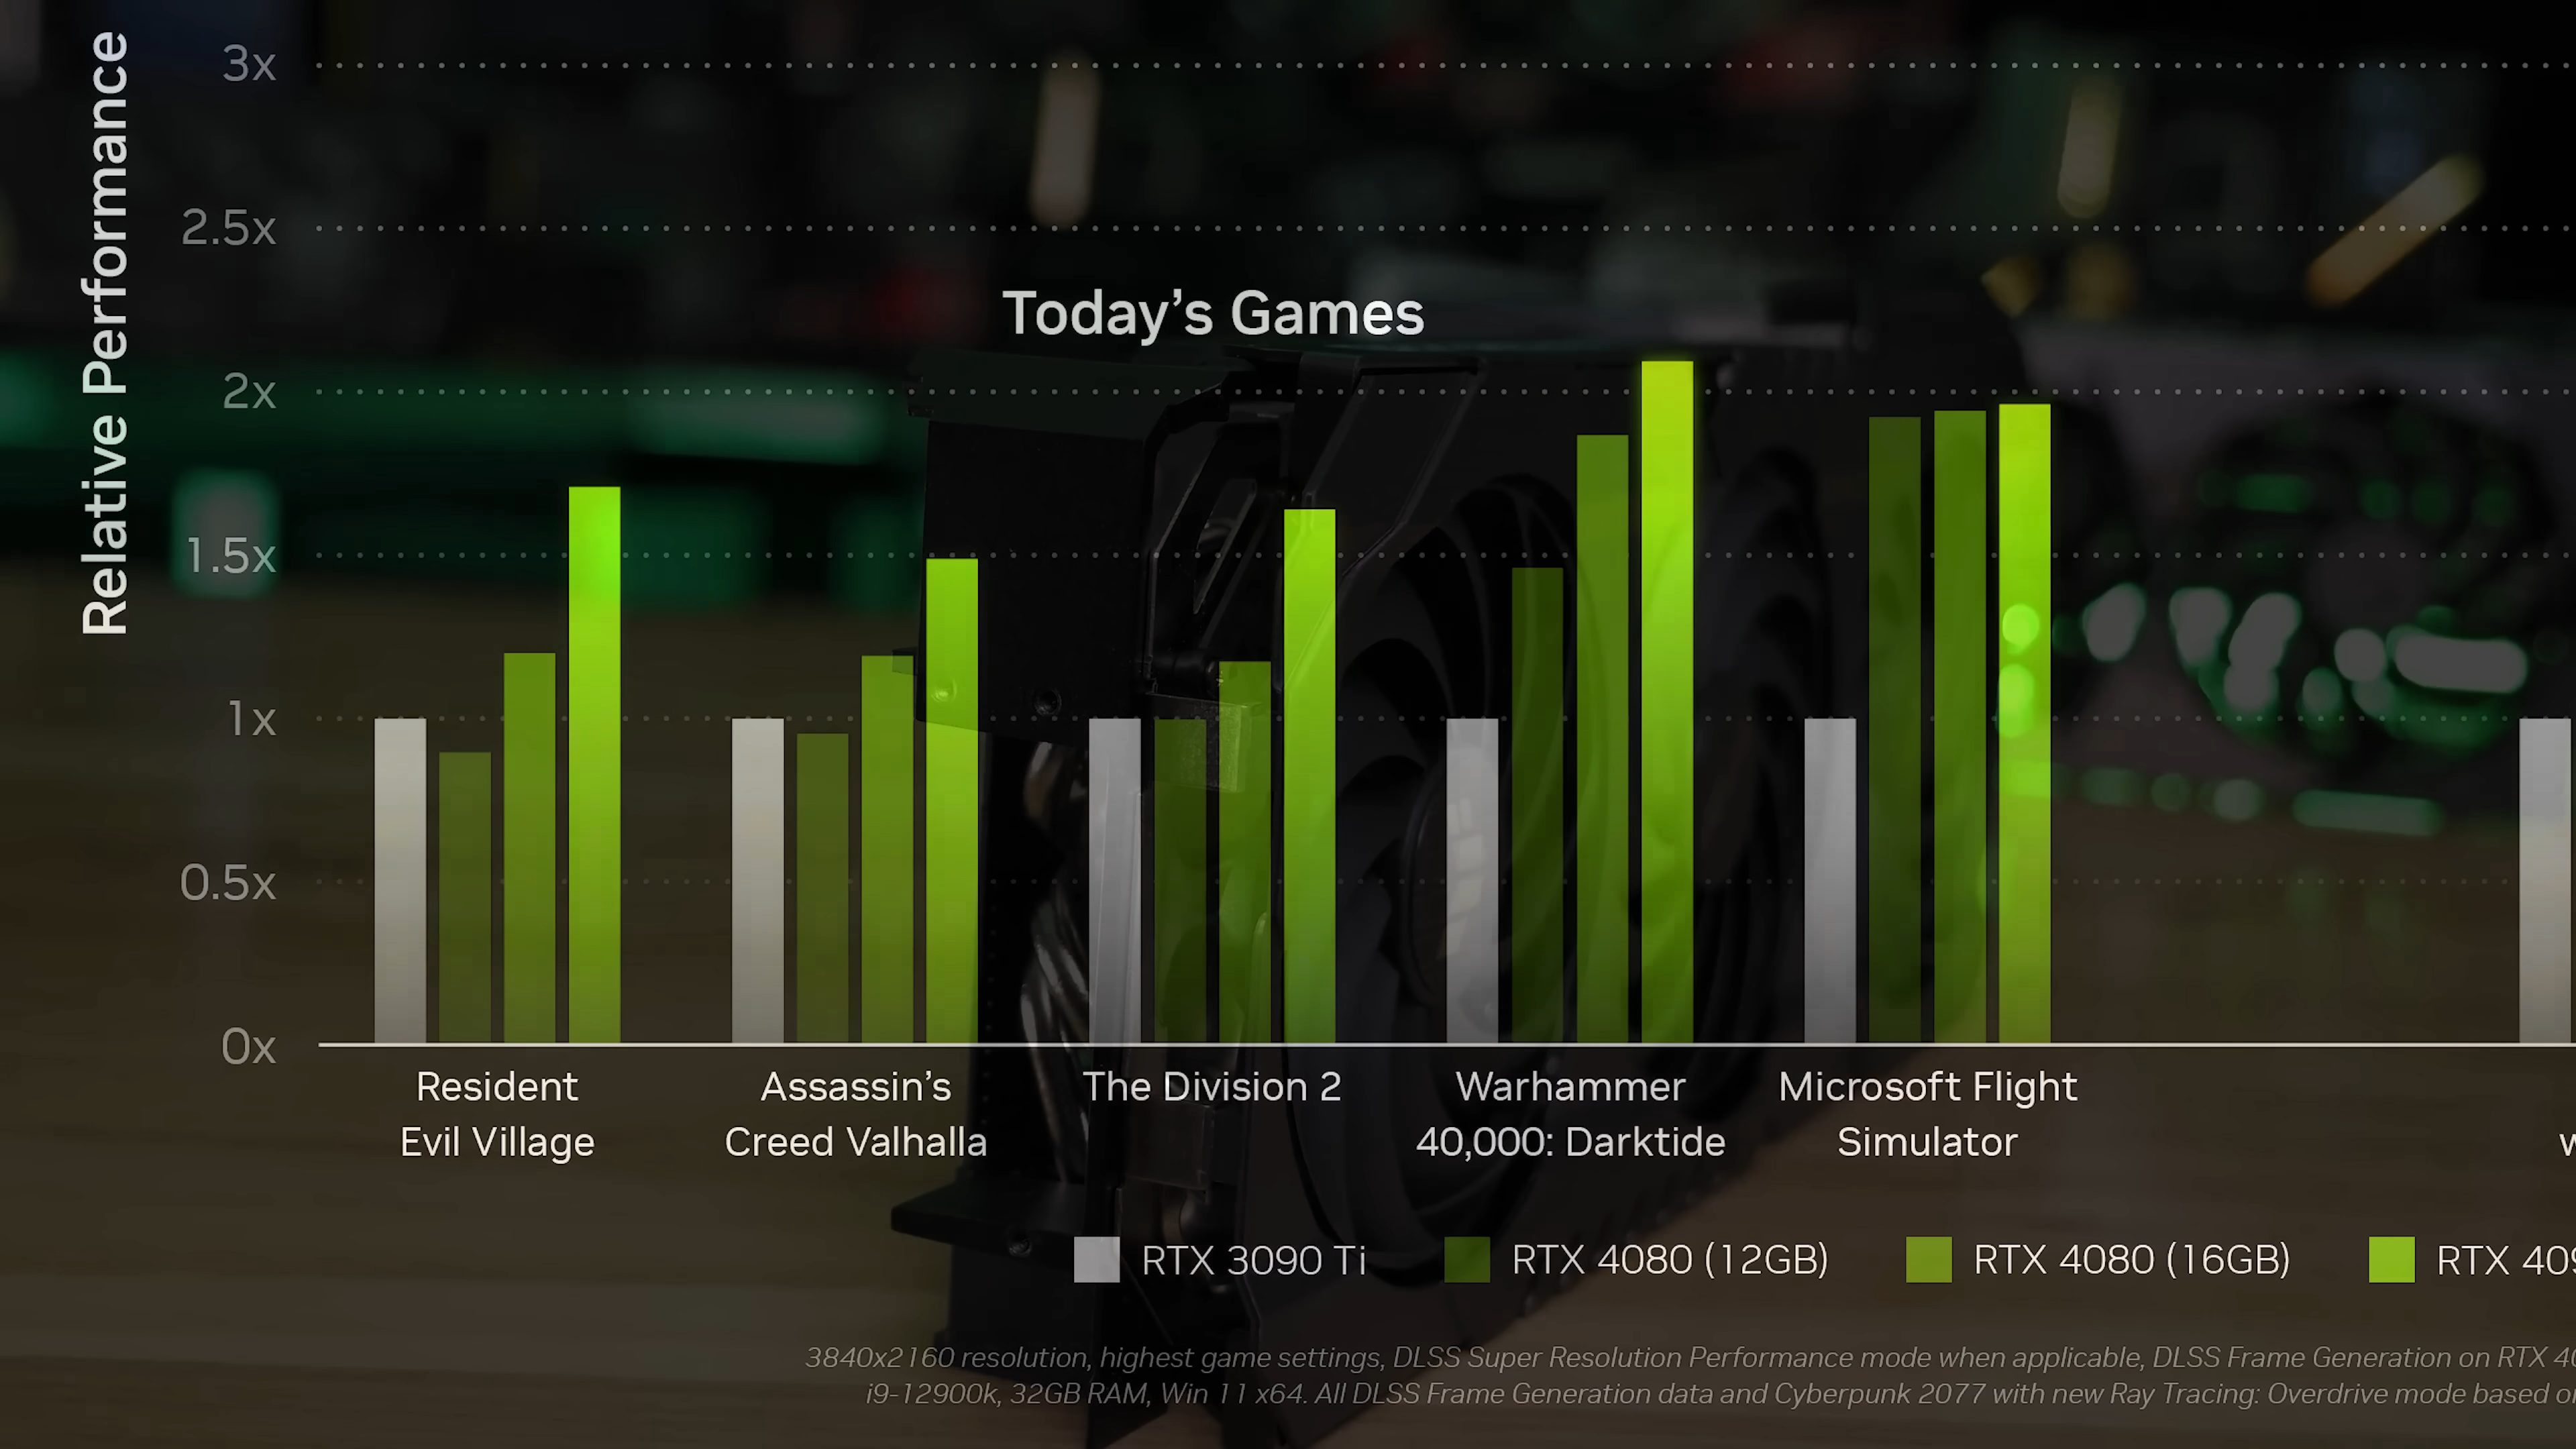 Relative Performance
3x
2.5x
2x
1.5x
1x
0.5x
0x
Today's Games
Resident
Evil Village
Assassin's
Creed Valhalla
The Division 2
Warhammer
40,000: Darktide
Microsoft Flight
Simulator
RTX 3090 Ti
RTX 4080 (12GB)
RTX 4080 (16GB)
RTX
3840x2160 resolution, highest game settings, DLSS Super Resolution Performance mode when applicable, DLSS Frame Generation on RTX
i9-12900k, 32GB RAM, Win 11 x64. All DLSS Frame Generation data and Cyberpunk 2077 with new Ray Tracing: Overdrive mode based